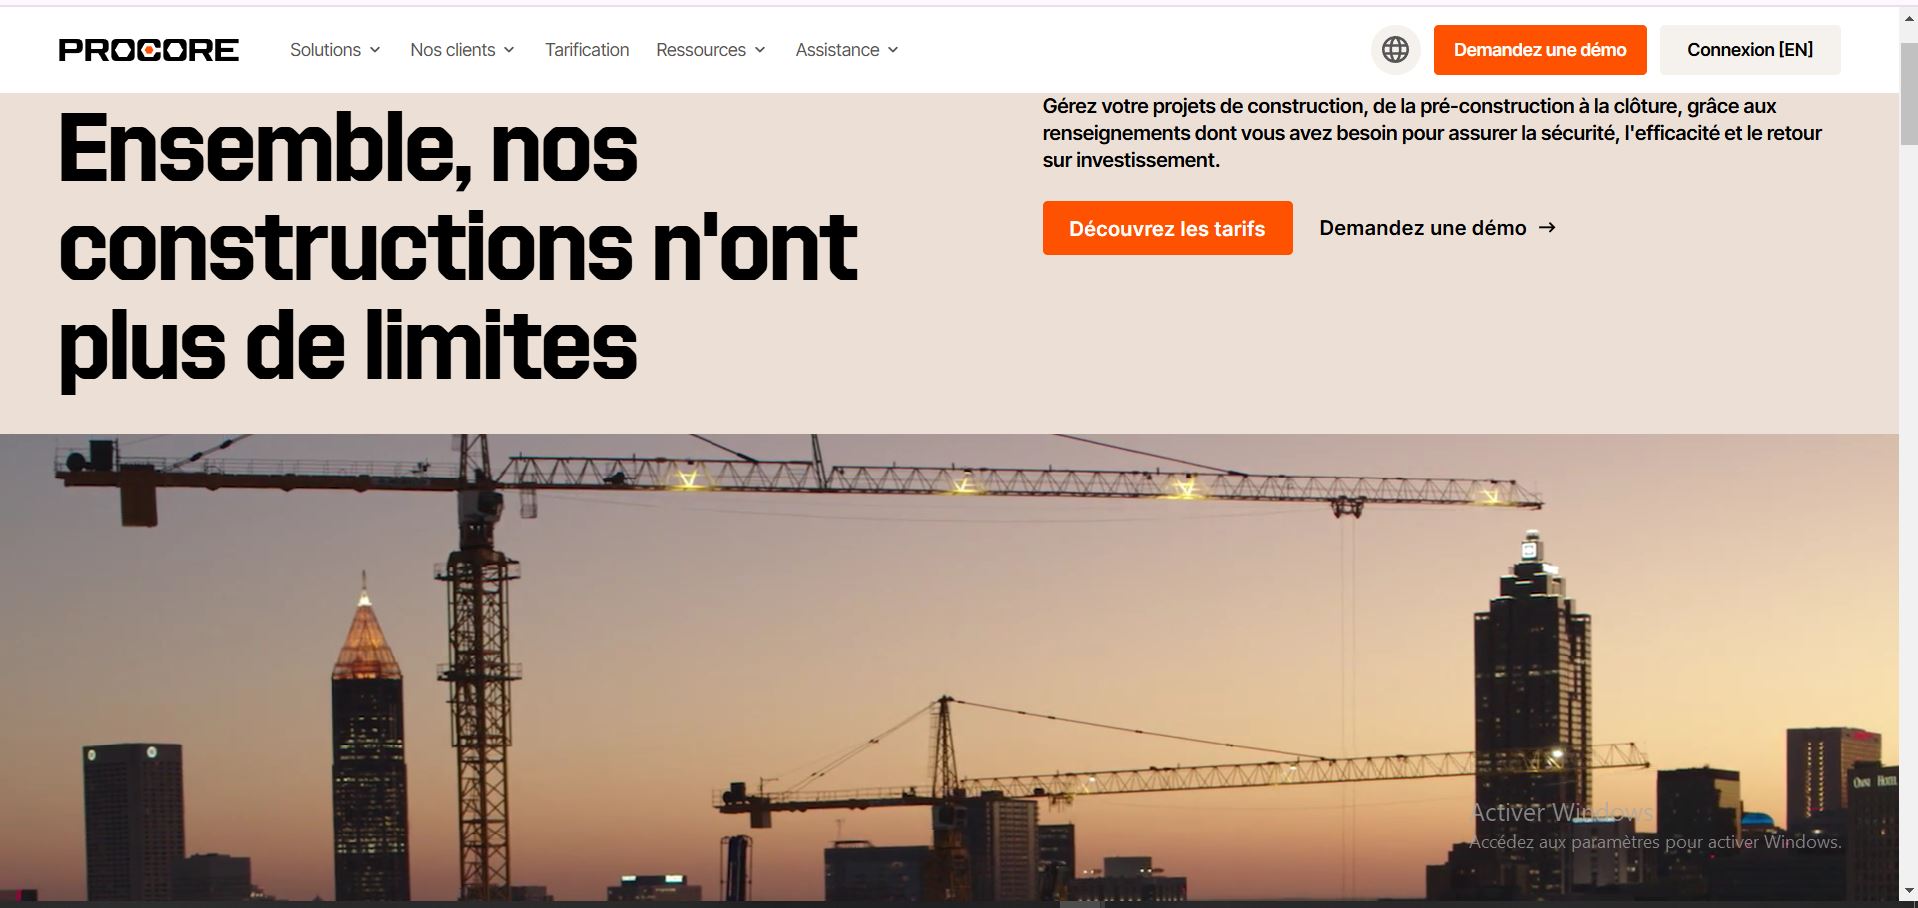 PROCORE
Solutions
Nos clients
Tarification
Ressources
Assistance
Demandez une démo
Connexion [EN]
Ensemble, nos
constructions n'ont
plus de limites
Gérez votre projets de construction, de la pré-construction à la clôture, grâce aux
renseignements dont vous avez besoin pour assurer la sécurité, l'efficacité et le retour
sur investissement.
Découvrez les tarifs
Demandez une démo →
OMNI HOTEL
Activer Windows
Accédez aux paramètres pour activer Windows.